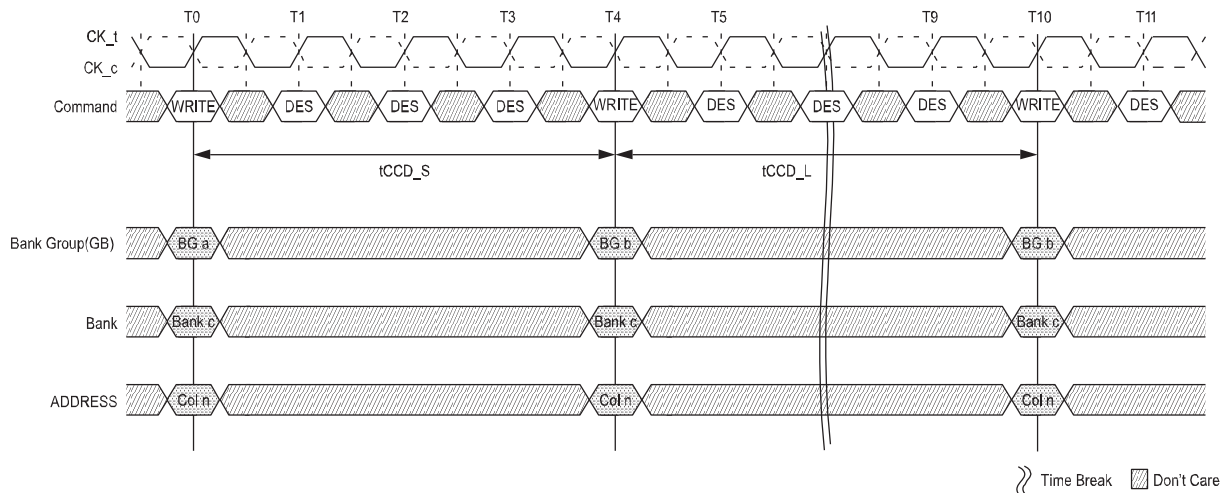 T0 T1 T2 T3 T4 T5 T9 T10 T11
CK_t
CK_c
Command WRITE DES DES DES WRITE DES DES DES WRITE DES
tCCD_S tCCD_L
Bank Group(GB) BG a BG b BG b
Bank Bank c Bank c Bank c
ADDRESS Col n Col n Col n
Time Break Don't Care